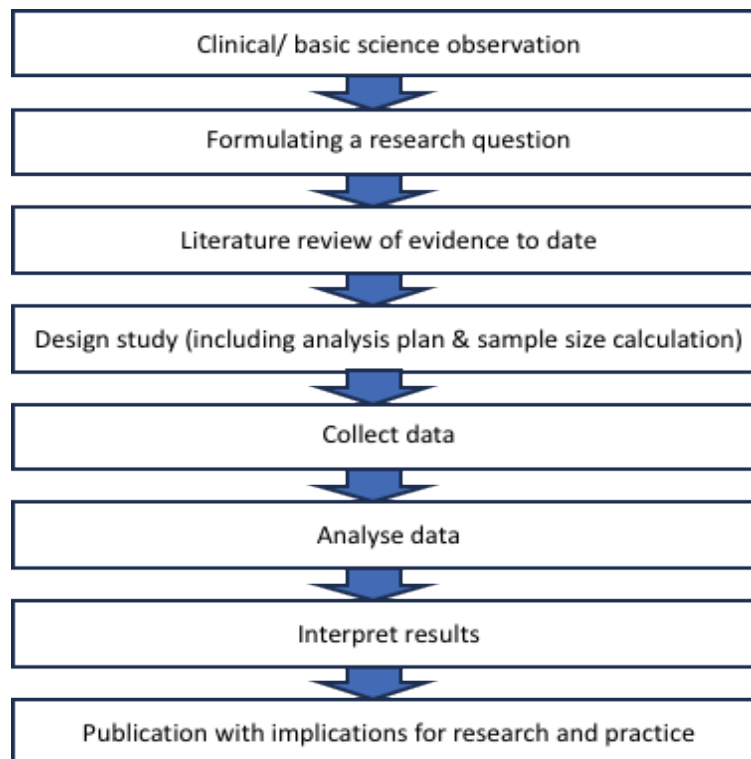 Clinical/ basic science observation
Formulating a research question
Literature review of evidence to date
Design study (including analysis plan & sample size calculation)
Collect data
Analyse data
Interpret results
Publication with implications for research and practice